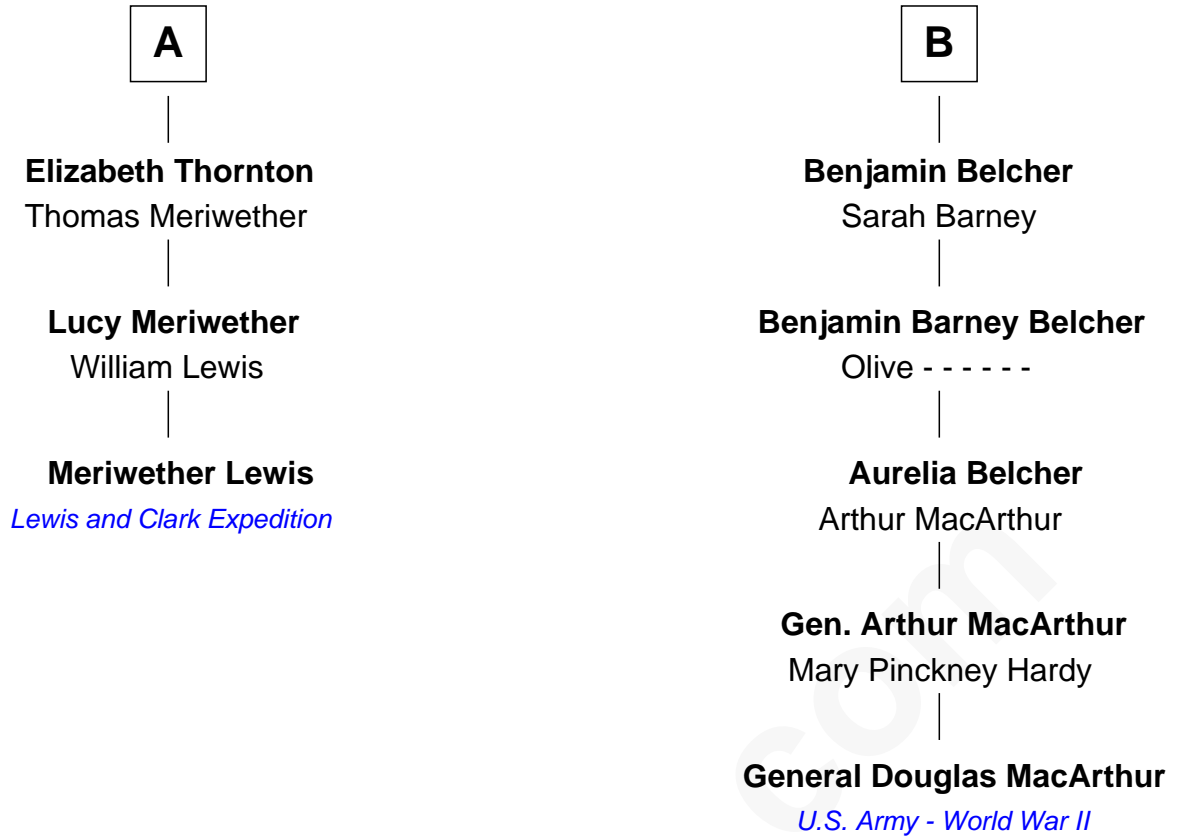 A
Elizabeth Thornton
Thomas Meriwether
Lucy Meriwether
William Lewis
Meriwether Lewis
Lewis and Clark Expedition
B
Benjamin Belcher
Sarah Barney
Benjamin Barney Belcher
Olive - - - - - -
Aurelia Belcher
Arthur MacArthur
Gen. Arthur MacArthur
Mary Pinckney Hardy
General Douglas MacArthur
U.S. Army - World War II
com